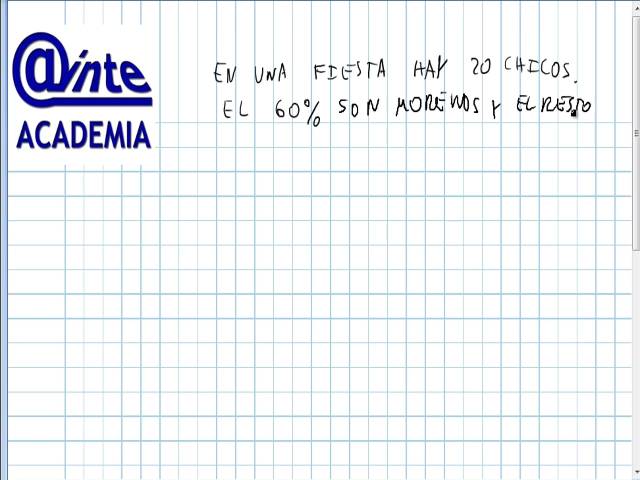 @inte
ACADEMIA
EN UNA FIESTA HAY 20 CHICOS.
EL 60% SON MORENOS Y EL RESTO